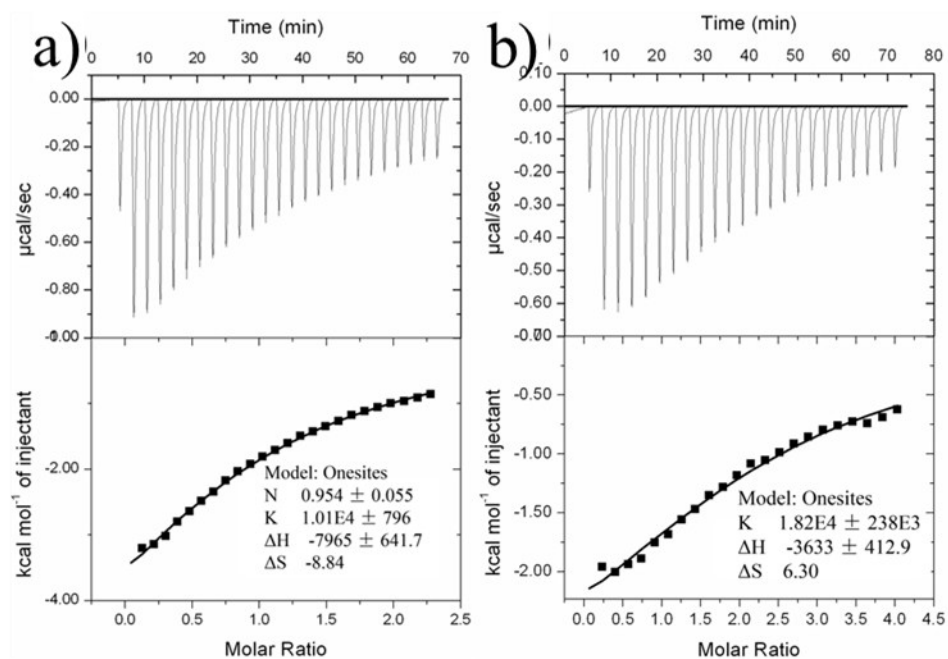 a)
Time (min)
0 10 20 30 40 50 60 70
0.00
-0.20
-0.40
-0.60
-0.80
µcal/sec
-2.00
-4.00
kcal mol⁻¹ of injectant
Model: Onesites
N 0.954 ± 0.055
K 1.01E4 ± 796
ΔH -7965 ± 641.7
ΔS -8.84
0.0 0.5 1.0 1.5 2.0 2.5
Molar Ratio
b)
Time (min)
0 10 20 30 40 50 60 70 80
0.10
0.00
-0.10
-0.20
-0.30
-0.40
-0.50
-0.60
µcal/sec
-0.50
-1.00
-1.50
-2.00
kcal mol⁻¹ of injectant
Model: Onesites
K 1.82E4 ± 238E3
ΔH -3633 ± 412.9
ΔS 6.30
0.0 0.5 1.0 1.5 2.0 2.5 3.0 3.5 4.0 4.5
Molar Ratio